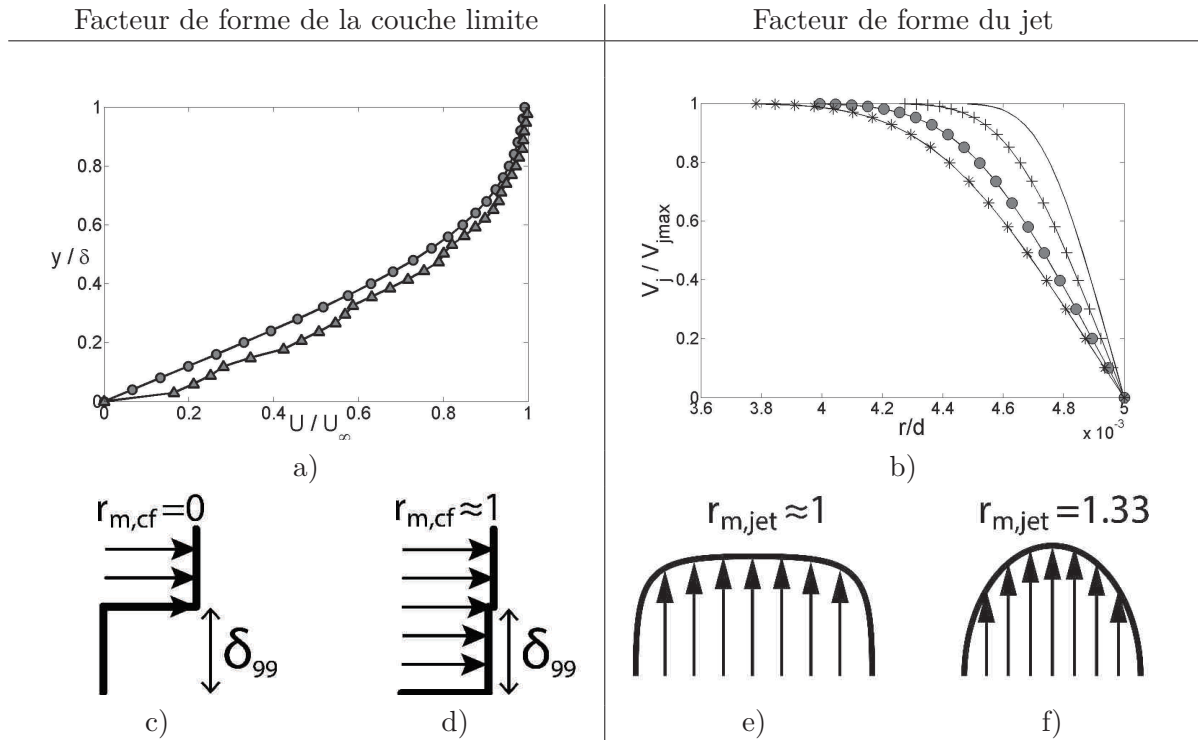 Facteur de forme de la couche limite
Facteur de forme du jet
1
0.8
0.6
y / δ
0.4
0.2
0
0 0.2 0.4 0.6 0.8 1
U / U∞
a)
1
0.8
0.6
0.4
0.2
0
Vj / Vjmax
3.6 3.8 4 4.2 4.4 4.6 4.8 5
r/d
x 10⁻³
b)
rm,cf =0
δ99
c)
rm,cf ≈1
δ99
d)
rm,jet ≈1
e)
rm,jet =1.33
f)